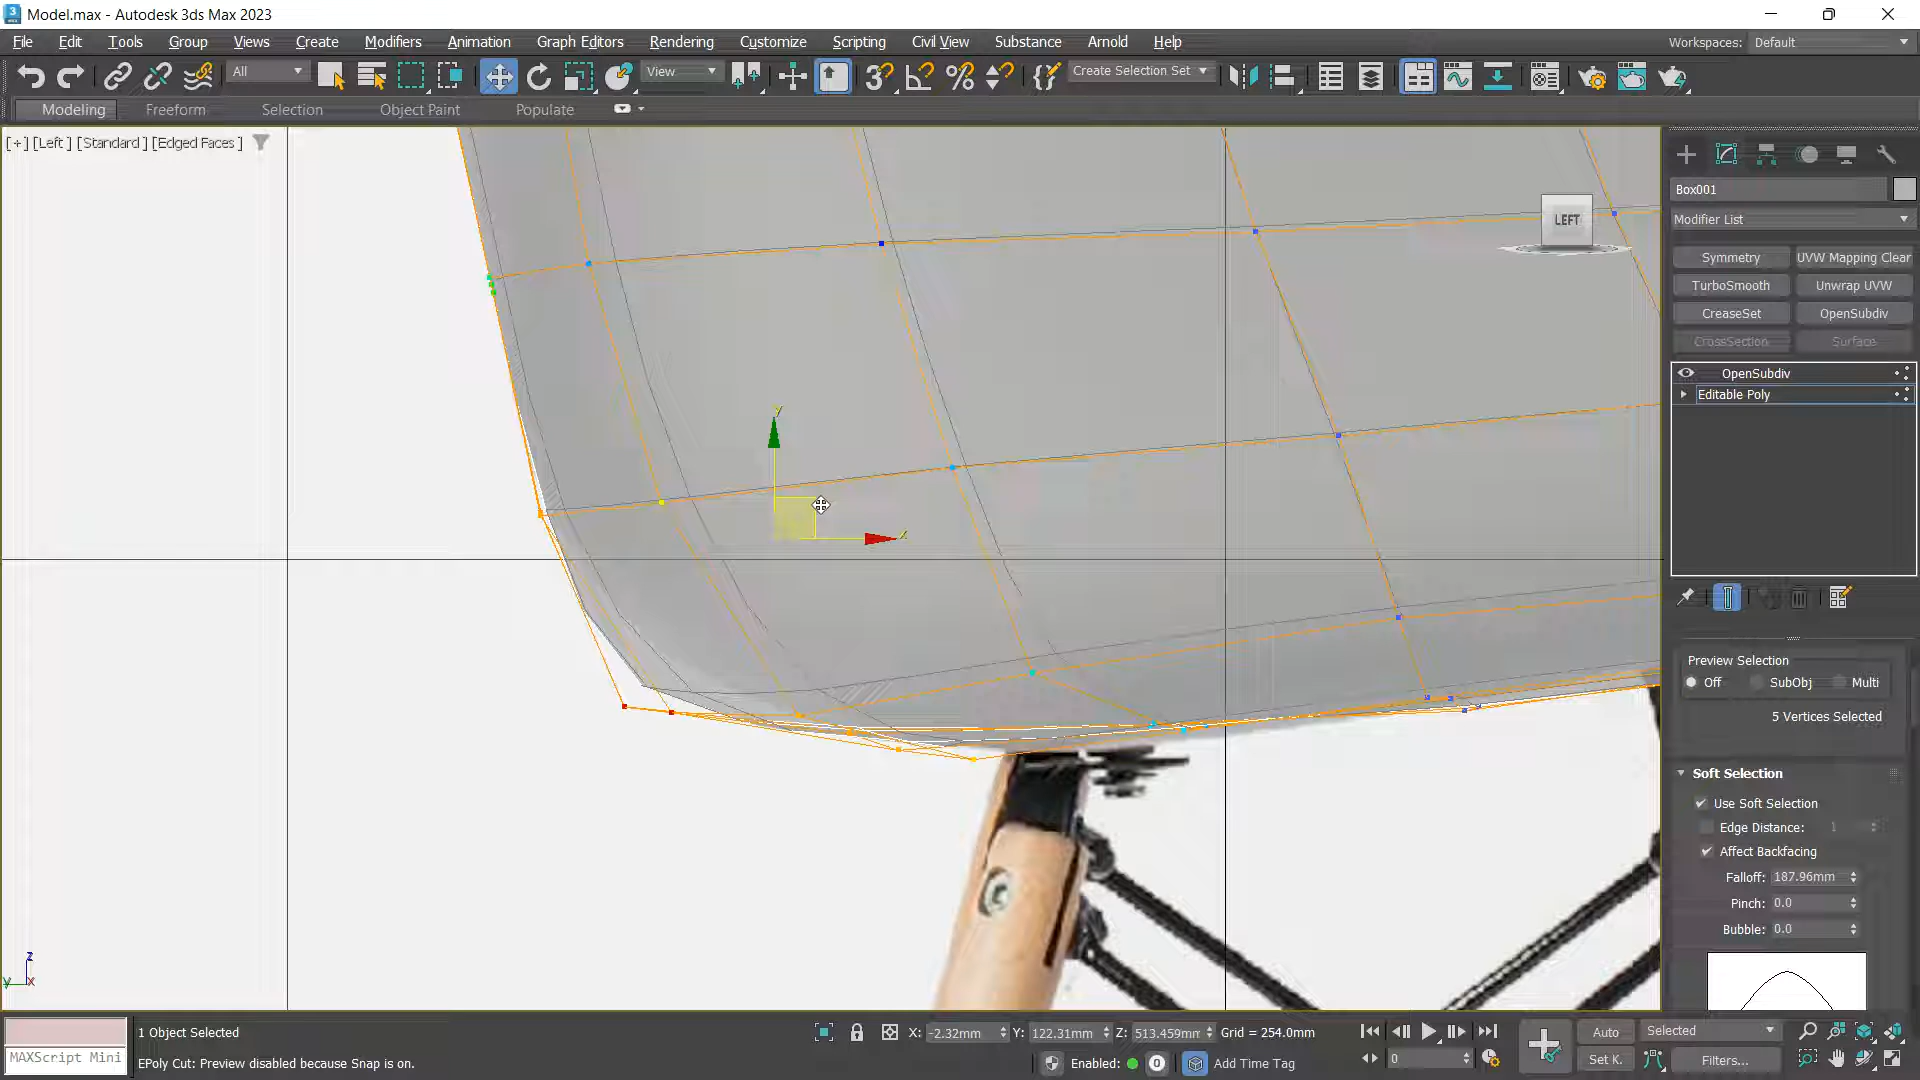 Model.max - Autodesk 3ds Max 2023
File Edit Tools Group Views Create Modifiers Animation Graph Editors Rendering Customize Scripting Civil View Substance Arnold Help
Workspaces: Default
All View Create Selection Set
Modeling Freeform Selection Object Paint Populate
[+] [Left ] [Standard ] [Edged Faces ]
LEFT
y
x
z
y x
Box001
Modifier List
Symmetry UVW Mapping Clear
TurboSmooth Unwrap UVW
CreaseSet OpenSubdiv
CrossSection Surface
OpenSubdiv
Editable Poly
Preview Selection
Off SubObj Multi
5 Vertices Selected
Soft Selection
Use Soft Selection
Edge Distance: 1
Affect Backfacing
Falloff: 187.96mm
Pinch: 0.0
Bubble: 0.0
MAXScript Mini
1 Object Selected
EPoly Cut: Preview disabled because Snap is on.
X: -2.32mm Y: 122.31mm Z: 513.459mm Grid = 254.0mm
Enabled: 0 Add Time Tag
0
Auto Selected
Set K. Filters...